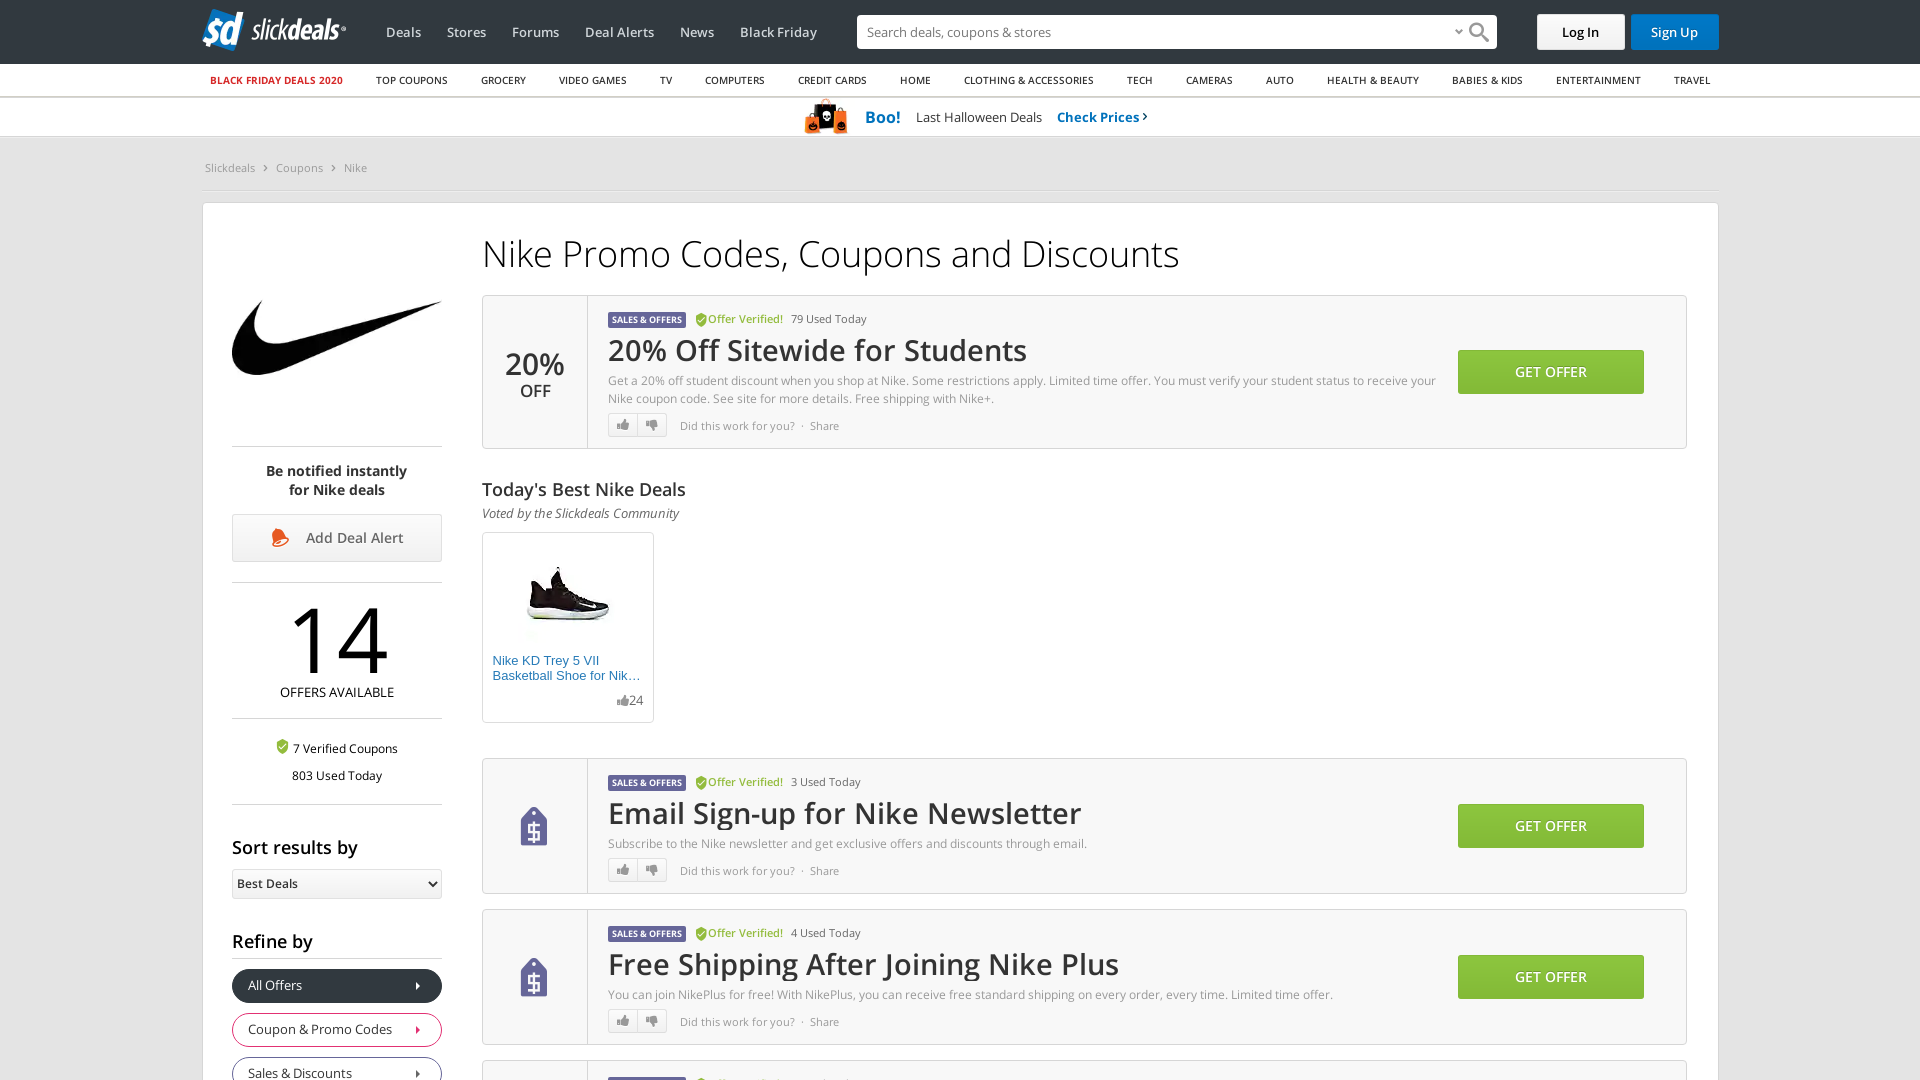 slickdeals
Deals
Stores
Forums
Deal Alerts
News
Black Friday
Search deals, coupons & stores
Log In
Sign Up
BLACK FRIDAY DEALS 2020
TOP COUPONS
GROCERY
VIDEO GAMES
TV
COMPUTERS
CREDIT CARDS
HOME
CLOTHING & ACCESSORIES
TECH
CAMERAS
AUTO
HEALTH & BEAUTY
BABIES & KIDS
ENTERTAINMENT
TRAVEL
Boo! Last Halloween Deals Check Prices
Slickdeals > Coupons > Nike
Be notified instantly
for Nike deals
Add Deal Alert
14
OFFERS AVAILABLE
7 Verified Coupons
803 Used Today
Sort results by
Best Deals
Refine by
All Offers
Coupon & Promo Codes
Sales & Discounts
Nike Promo Codes, Coupons and Discounts
20%
OFF
SALES & OFFERS Offer Verified! 79 Used Today
20% Off Sitewide for Students
Get a 20% off student discount when you shop at Nike. Some restrictions apply. Limited time offer. You must verify your student status to receive your
Nike coupon code. See site for more details. Free shipping with Nike+.
Did this work for you? · Share
GET OFFER
Today's Best Nike Deals
Voted by the Slickdeals Community
Nike KD Trey 5 VII
Basketball Shoe for Nik…
24
SALES & OFFERS Offer Verified! 3 Used Today
Email Sign-up for Nike Newsletter
Subscribe to the Nike newsletter and get exclusive offers and discounts through email.
Did this work for you? · Share
GET OFFER
SALES & OFFERS Offer Verified! 4 Used Today
Free Shipping After Joining Nike Plus
You can join NikePlus for free! With NikePlus, you can receive free standard shipping on every order, every time. Limited time offer.
Did this work for you? · Share
GET OFFER